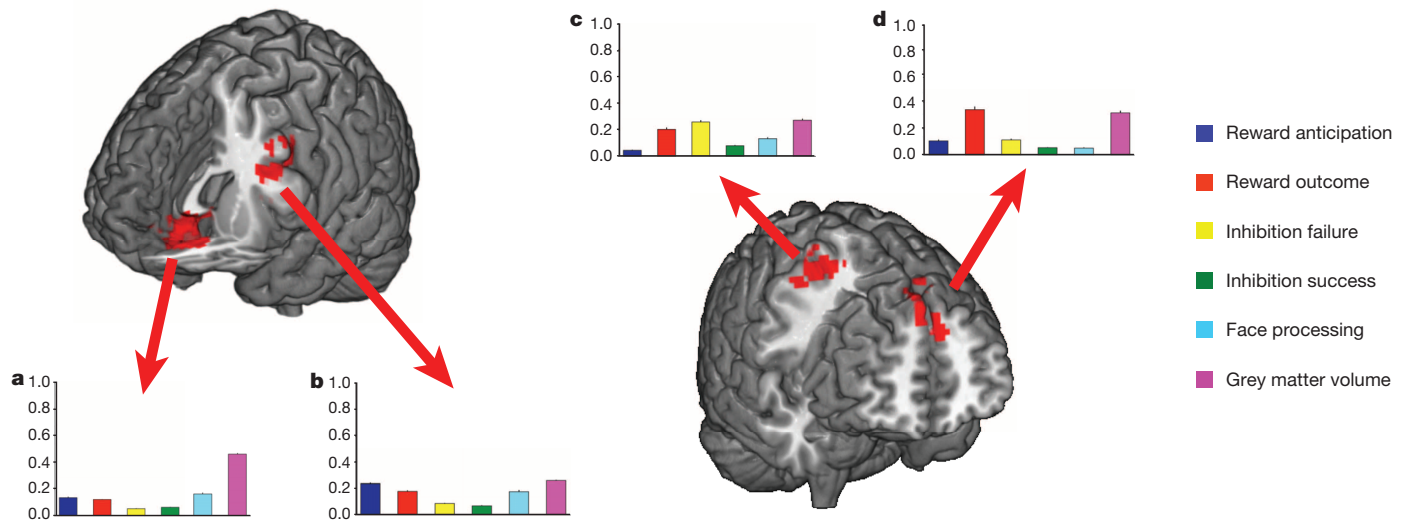 c
1.0
0.8
0.6
0.4
0.2
0.0
d
1.0
0.8
0.6
0.4
0.2
0.0
Reward anticipation
Reward outcome
Inhibition failure
Inhibition success
Face processing
Grey matter volume
a
1.0
0.8
0.6
0.4
0.2
0.0
b
1.0
0.8
0.6
0.4
0.2
0.0